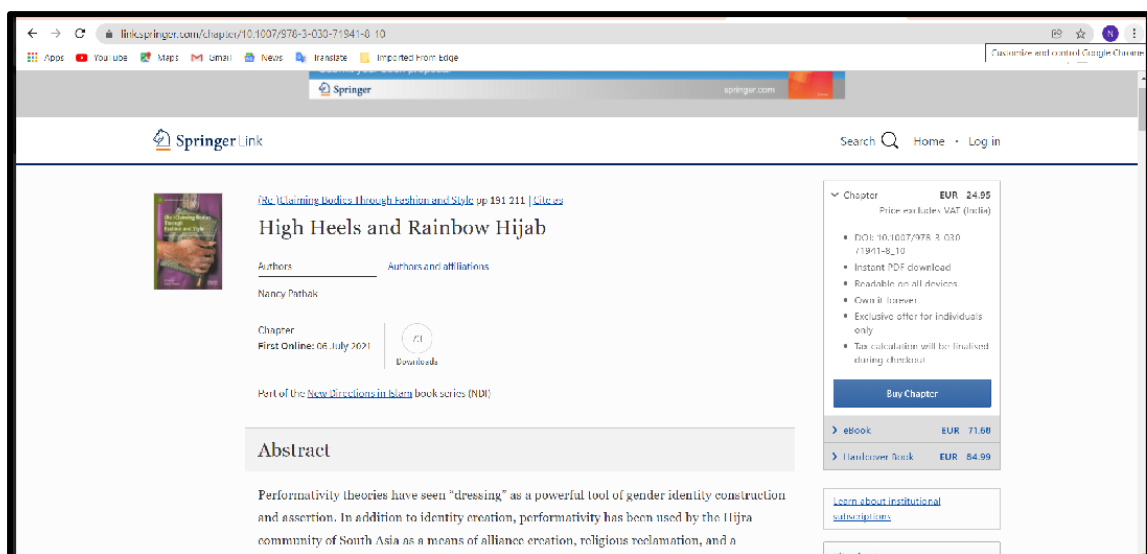 link.springer.com/chapter/10.1007/978-3-030-71941-8_10
N
Customize and control Google Chrome
Apps YouTube Maps Gmail News Translate Imported From Edge
Springer
springer.com
Springer Link
Search Home · Log in
(Re-)Claiming Bodies Through Fashion and Style pp 191-211 | Cite as
High Heels and Rainbow Hijab
Authors
Authors and affiliations
Nancy Pathak
Chapter
First Online: 06 July 2021
Downloads
Part of the New Directions in Islam book series (NDI)
Abstract
Performativity theories have seen “dressing” as a powerful tool of gender identity construction
and assertion. In addition to identity creation, performativity has been used by the Hijra
community of South Asia as a means of alliance creation, religious reclamation, and a
Chapter EUR 24.95
Price excludes VAT (India)
• DOI: 10.1007/978-3-030-
71941-8_10
• Instant PDF download
• Readable on all devices
• Own it forever
• Exclusive offer for individuals
only
• Tax calculation will be finalised
during checkout
Buy Chapter
eBook EUR 71.68
Hardcover Book EUR 84.99
Learn about institutional
subscriptions